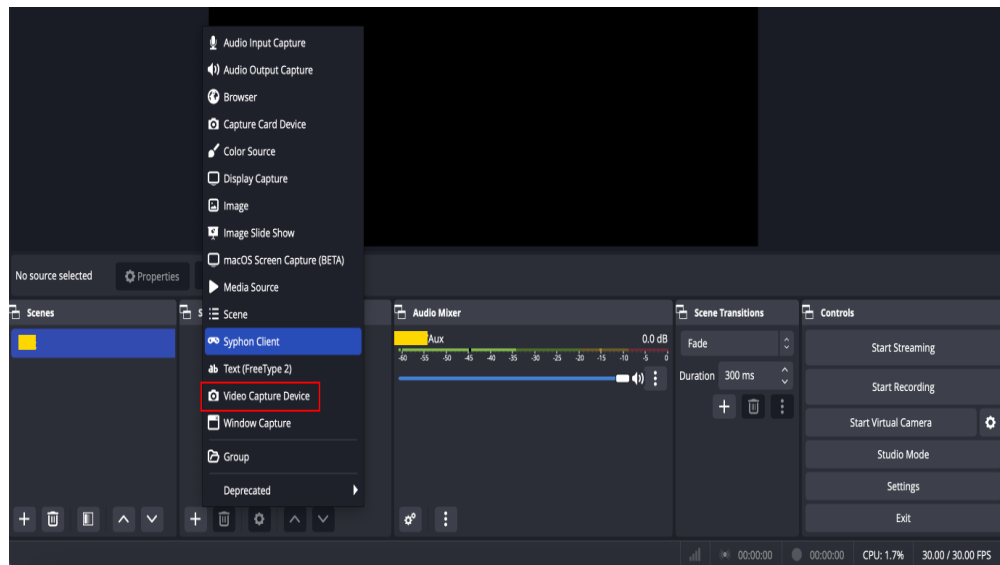 Audio Input Capture
Audio Output Capture
Browser
Capture Card Device
Color Source
Display Capture
Image
Image Slide Show
macOS Screen Capture (BETA)
Media Source
Scene
Syphon Client
ab Text (FreeType 2)
Video Capture Device
Window Capture
Group
Deprecated
No source selected
Properties
Scenes
S
Audio Mixer
/Aux
0.0 dB
-60 -55 -50 -45 -40 -35 -30 -25 -20 -15 -10 -5 0
Scene Transitions
Fade
Duration 300 ms
Controls
Start Streaming
Start Recording
Start Virtual Camera
Studio Mode
Settings
Exit
00:00:00 00:00:00 CPU: 1.7% 30.00 / 30.00 FPS